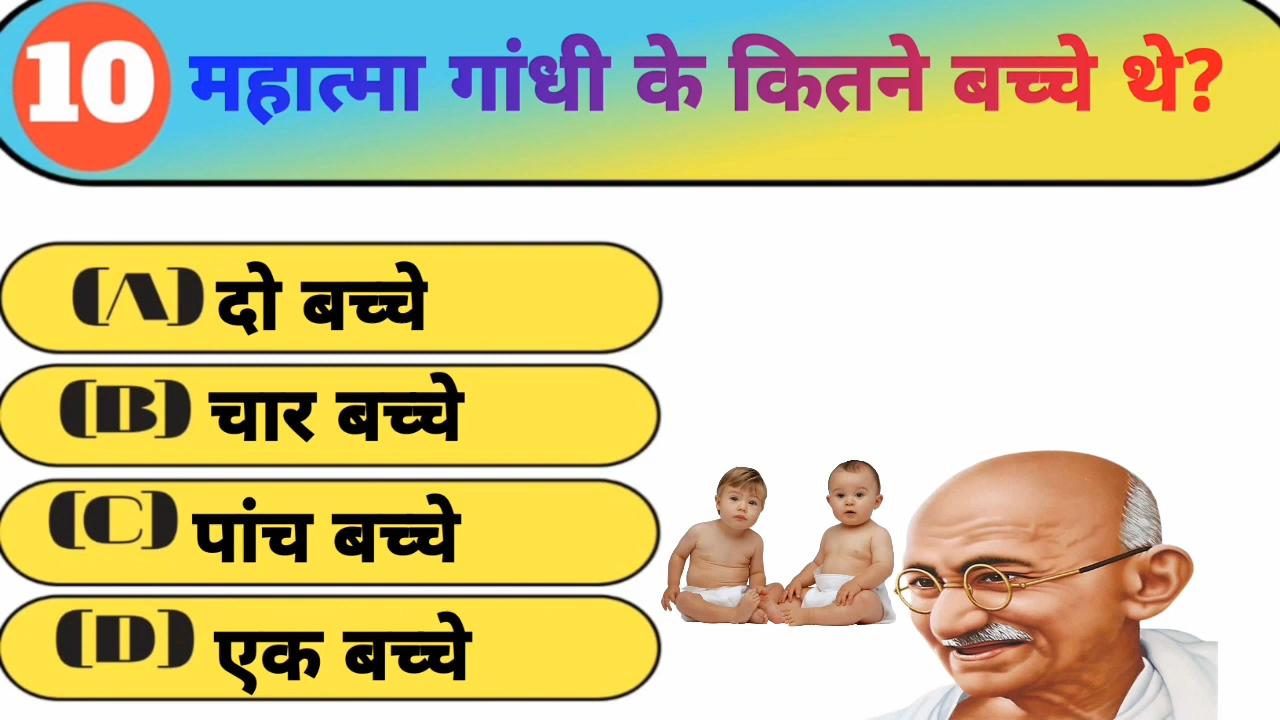 10 महात्मा गांधी के कितने बच्चे थे?
(A) दो बच्चे
(B) चार बच्चे
(C) पांच बच्चे
(D) एक बच्चे